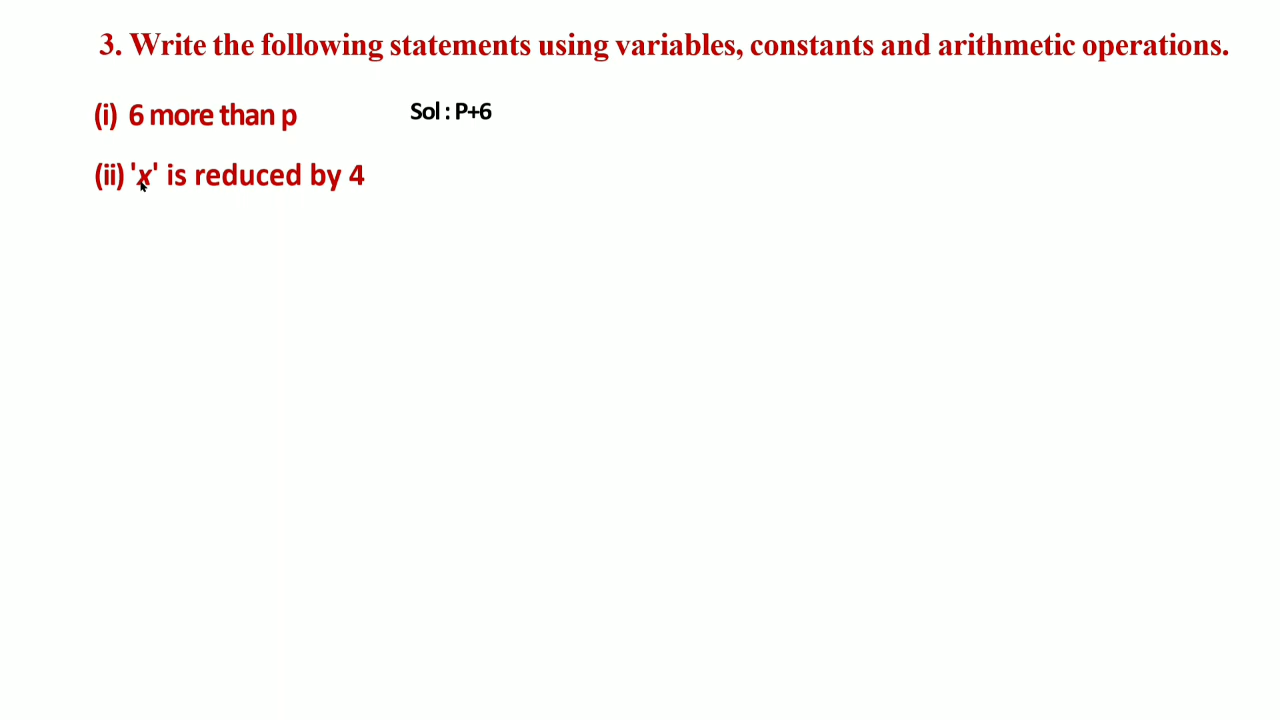 3. Write the following statements using variables, constants and arithmetic operations.
(i) 6 more than p Sol : P+6
(ii) 'x' is reduced by 4